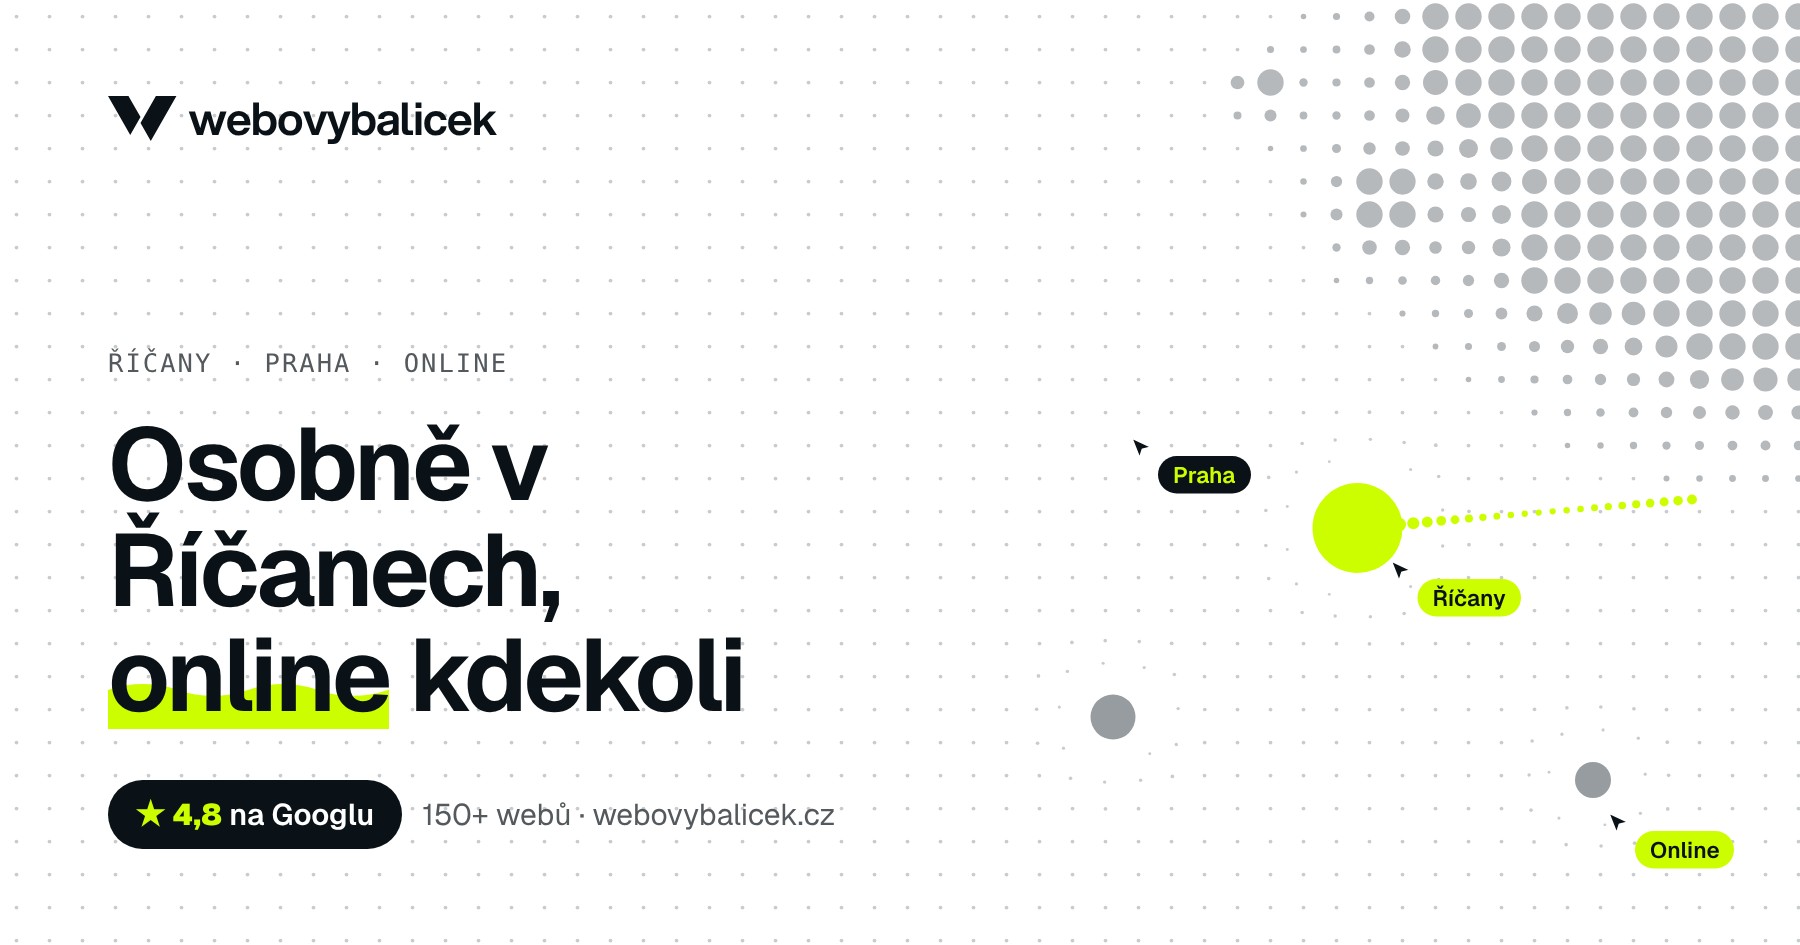 webovybalicek
ŘÍČANY · PRAHA · ONLINE
Osobně v
Říčanech,
online kdekoli
★ 4,8 na Googlu
150+ webů · webovybalicek.cz
Praha
Říčany
Online